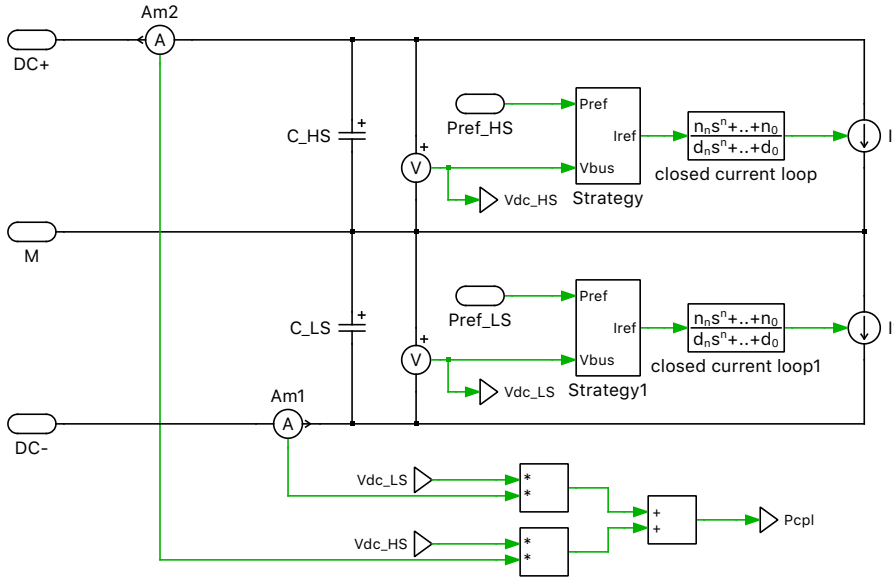 Am2
A
DC+
+
C_HS
+
V
Vdc_HS
Pref_HS
Pref
Iref
Vbus
Strategy
nₙsⁿ+..+n₀
dₙsⁿ+..+d₀
closed current loop
I
M
+
C_LS
+
V
Vdc_LS
Pref_LS
Pref
Iref
Vbus
Strategy1
nₙsⁿ+..+n₀
dₙsⁿ+..+d₀
closed current loop1
I
Am1
A
DC-
Vdc_LS
*
*
Vdc_HS
*
*
+
+
Pcpl